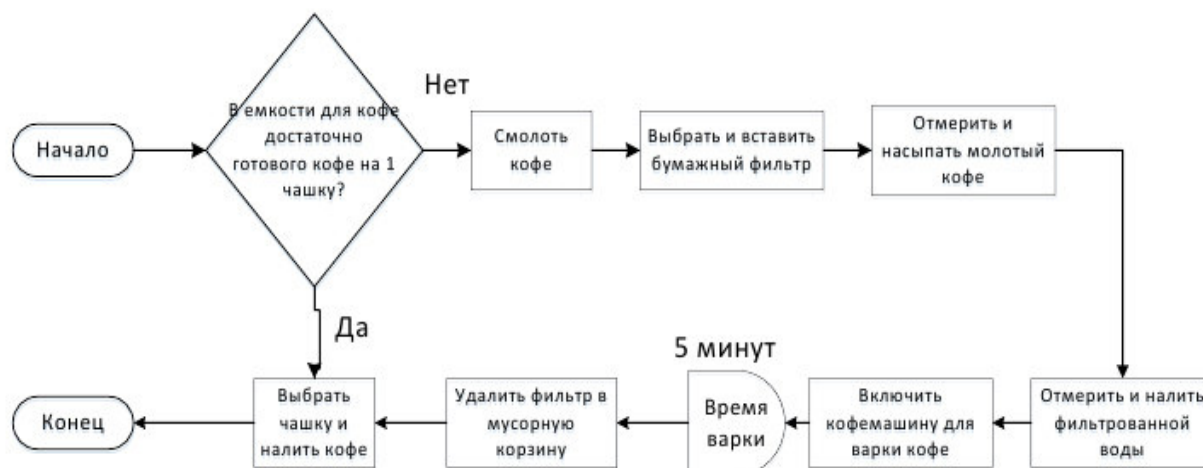 Начало
В емкости для кофе
достаточно
готового кофе на 1
чашку?
Нет
Смолоть
кофе
Выбрать и вставить
бумажный фильтр
Отмерить и
насыпать молотый
кофе
Отмерить и налить
фильтрованной
воды
Включить
кофемашину для
варки кофе
5 минут
Время
варки
Удалить фильтр в
мусорную
корзину
Да
Выбрать
чашку и
налить кофе
Конец